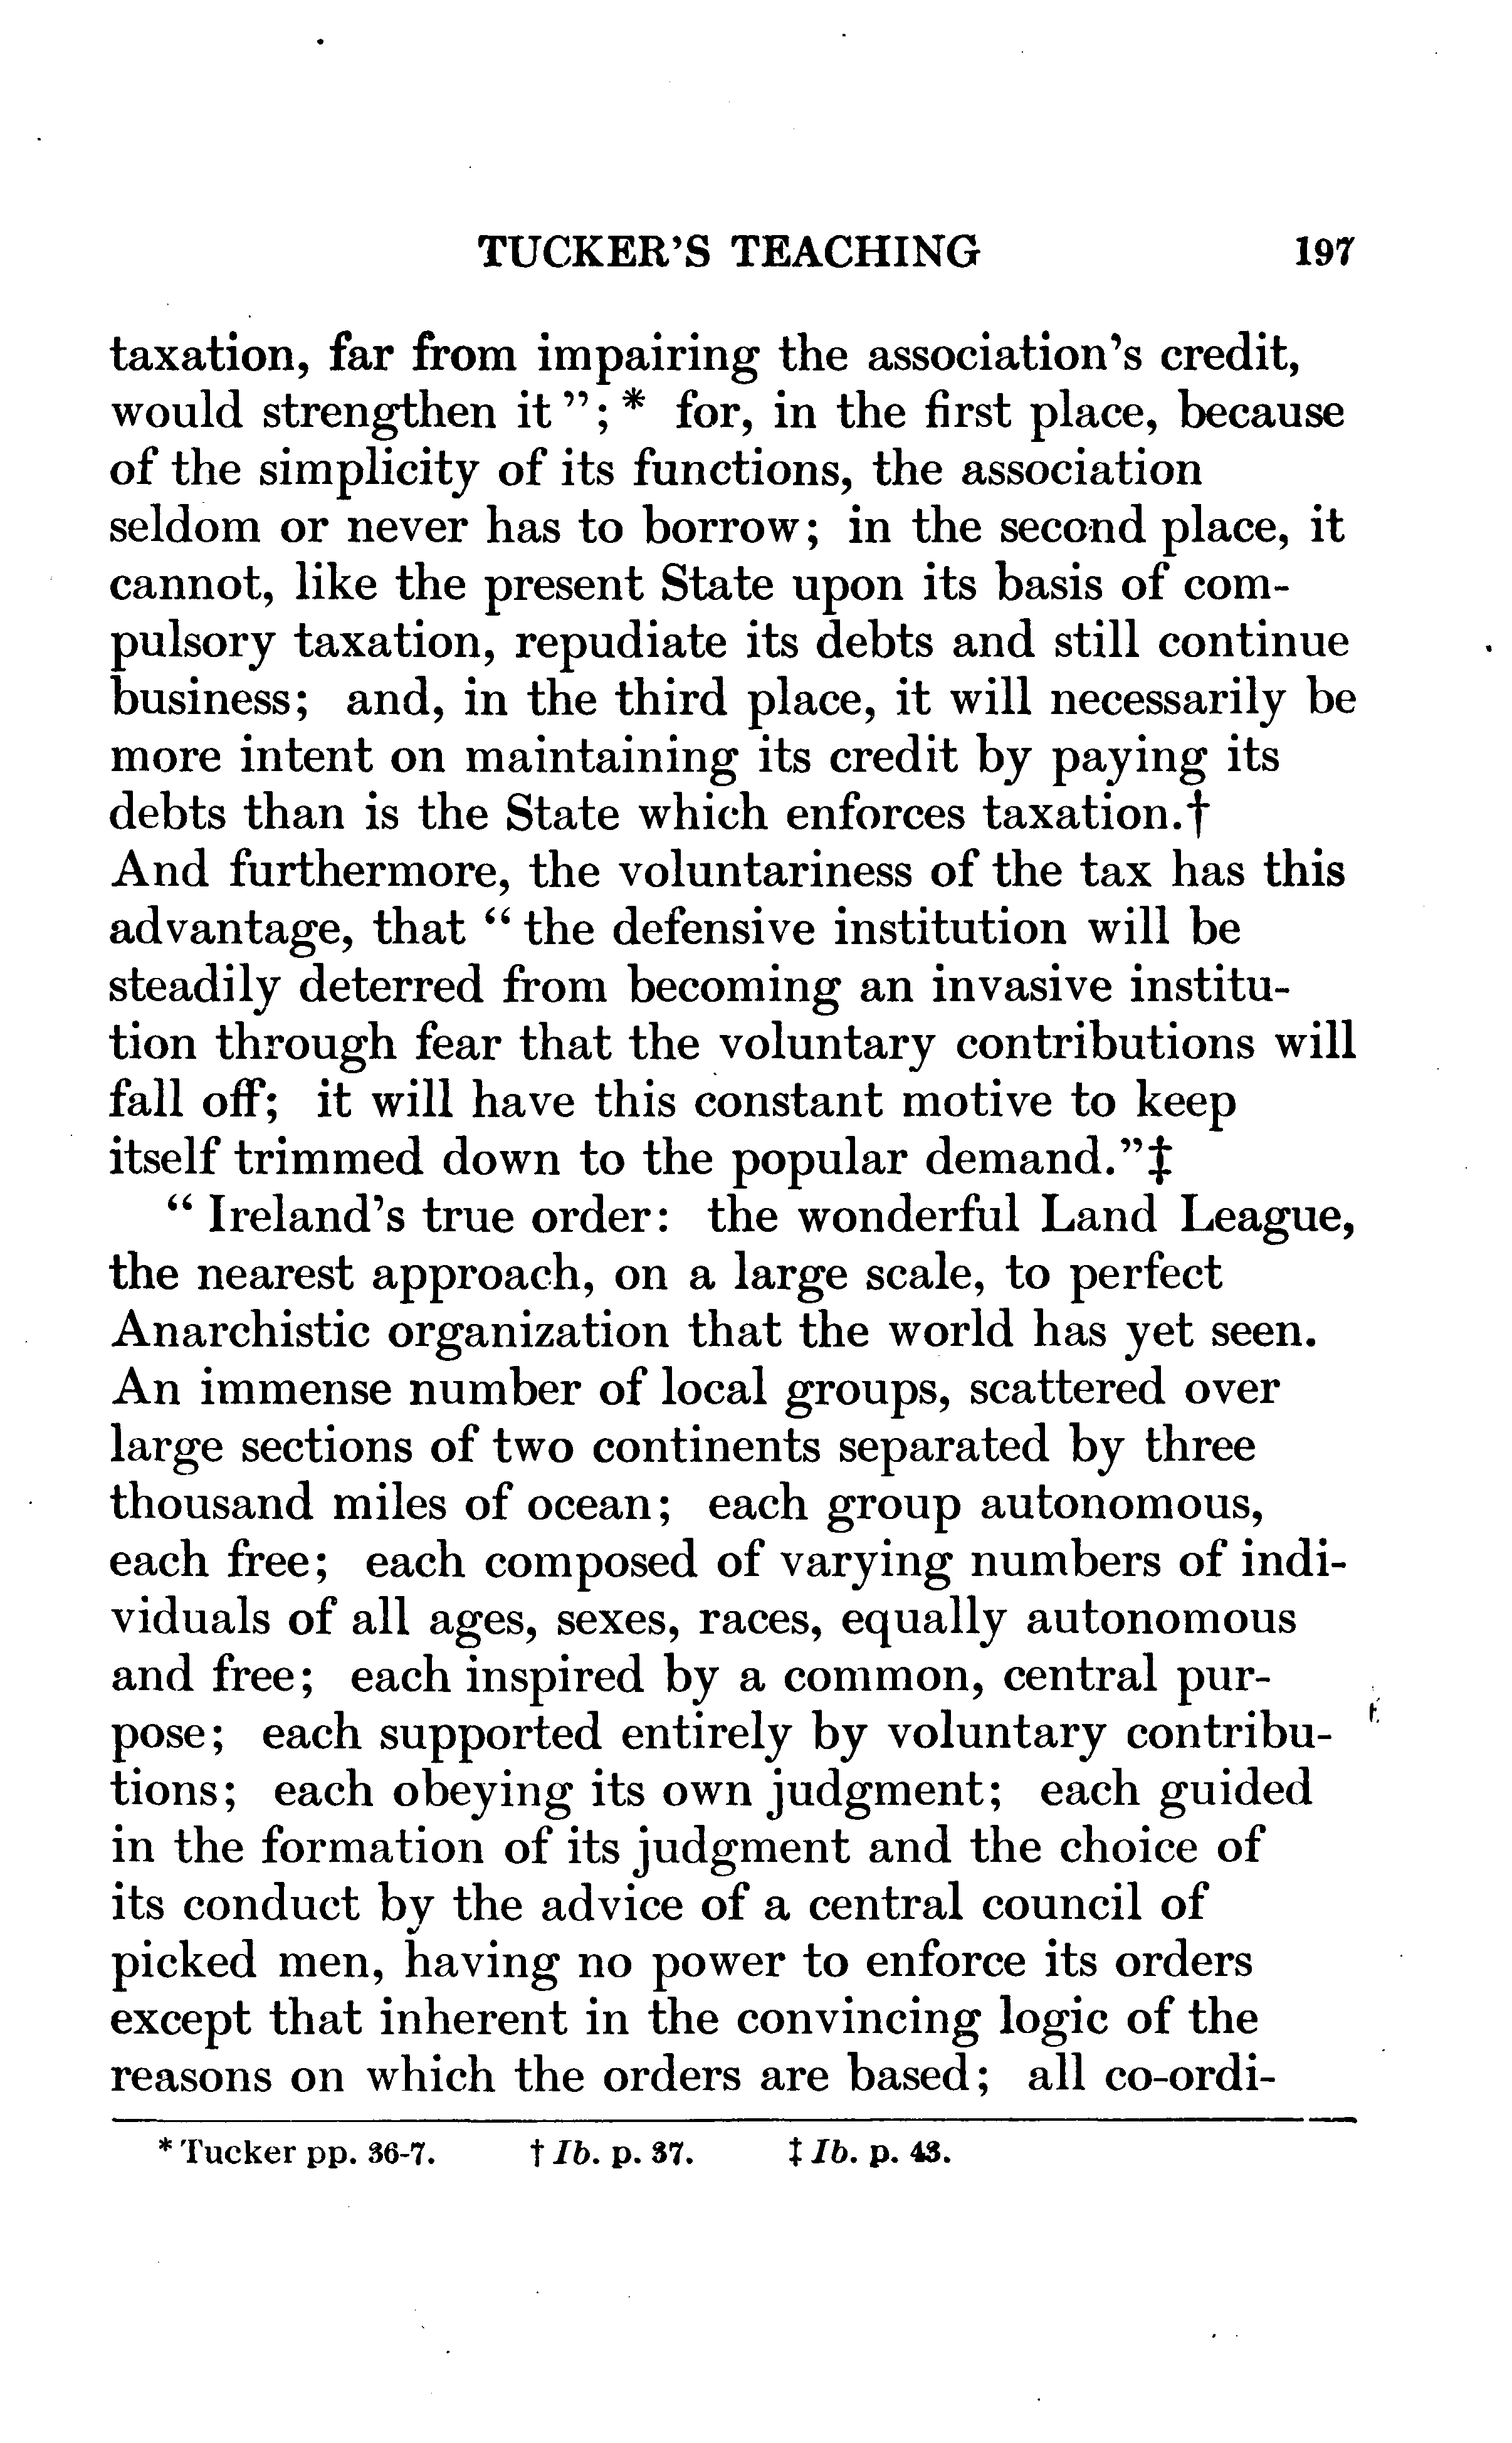 TUCKER'S TEACHING 197
taxation, far from impairing the association's credit,
would strengthen it"; * for, in the first place, because
of the simplicity of its functions, the association
seldom or never has to borrow; in the second place, it
cannot, like the present State upon its basis of com-
pulsory taxation, repudiate its debts and still continue
business; and, in the third place, it will necessarily be
more intent on maintaining its credit by paying its
debts than is the State which enforces taxation.†
And furthermore, the voluntariness of the tax has this
advantage, that "the defensive institution will be
steadily deterred from becoming an invasive institu-
tion through fear that the voluntary contributions will
fall off; it will have this constant motive to keep
itself trimmed down to the popular demand."‡
"Ireland's true order: the wonderful Land League,
the nearest approach, on a large scale, to perfect
Anarchistic organization that the world has yet seen.
An immense number of local groups, scattered over
large sections of two continents separated by three
thousand miles of ocean; each group autonomous,
each free; each composed of varying numbers of indi-
viduals of all ages, sexes, races, equally autonomous
and free; each inspired by a common, central pur-
pose; each supported entirely by voluntary contribu-
tions; each obeying its own judgment; each guided
in the formation of its judgment and the choice of
its conduct by the advice of a central council of
picked men, having no power to enforce its orders
except that inherent in the convincing logic of the
reasons on which the orders are based; all co-ordi-
* Tucker pp. 36-7. † Ib. p. 37. ‡ Ib. p. 43.